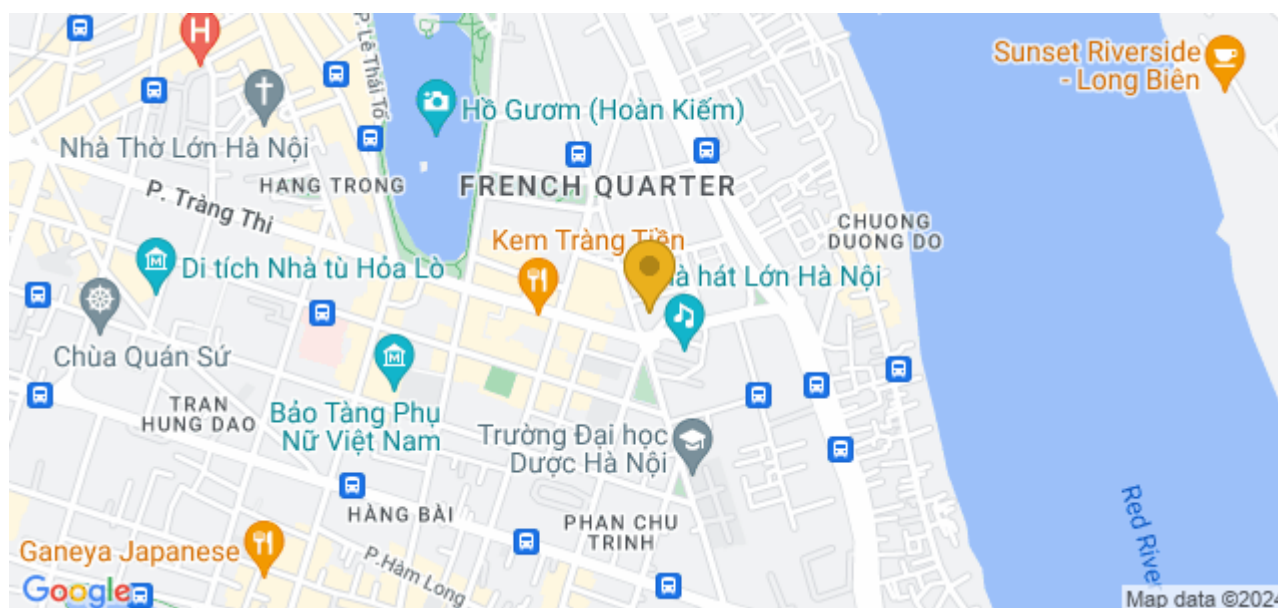 H
P. Lê Thái Tổ
Sunset Riverside
- Long Biên
Hồ Gươm (Hoàn Kiếm)
Nhà Thờ Lớn Hà Nội
HANG TRONG
FRENCH QUARTER
P. Tràng Thi
CHUONG
DUONG DO
Kem Tràng Tiền
Di tích Nhà tù Hỏa Lò
hát Lớn Hà Nội
Chùa Quán Sứ
TRAN
HUNG DAO
Bảo Tàng Phụ
Nữ Việt Nam
Trường Đại học
Dược Hà Nội
HÀNG BÀI
PHAN CHU
TRINH
Red River
Ganeya Japanese
P.Hàm Long
Google
Map data ©2024